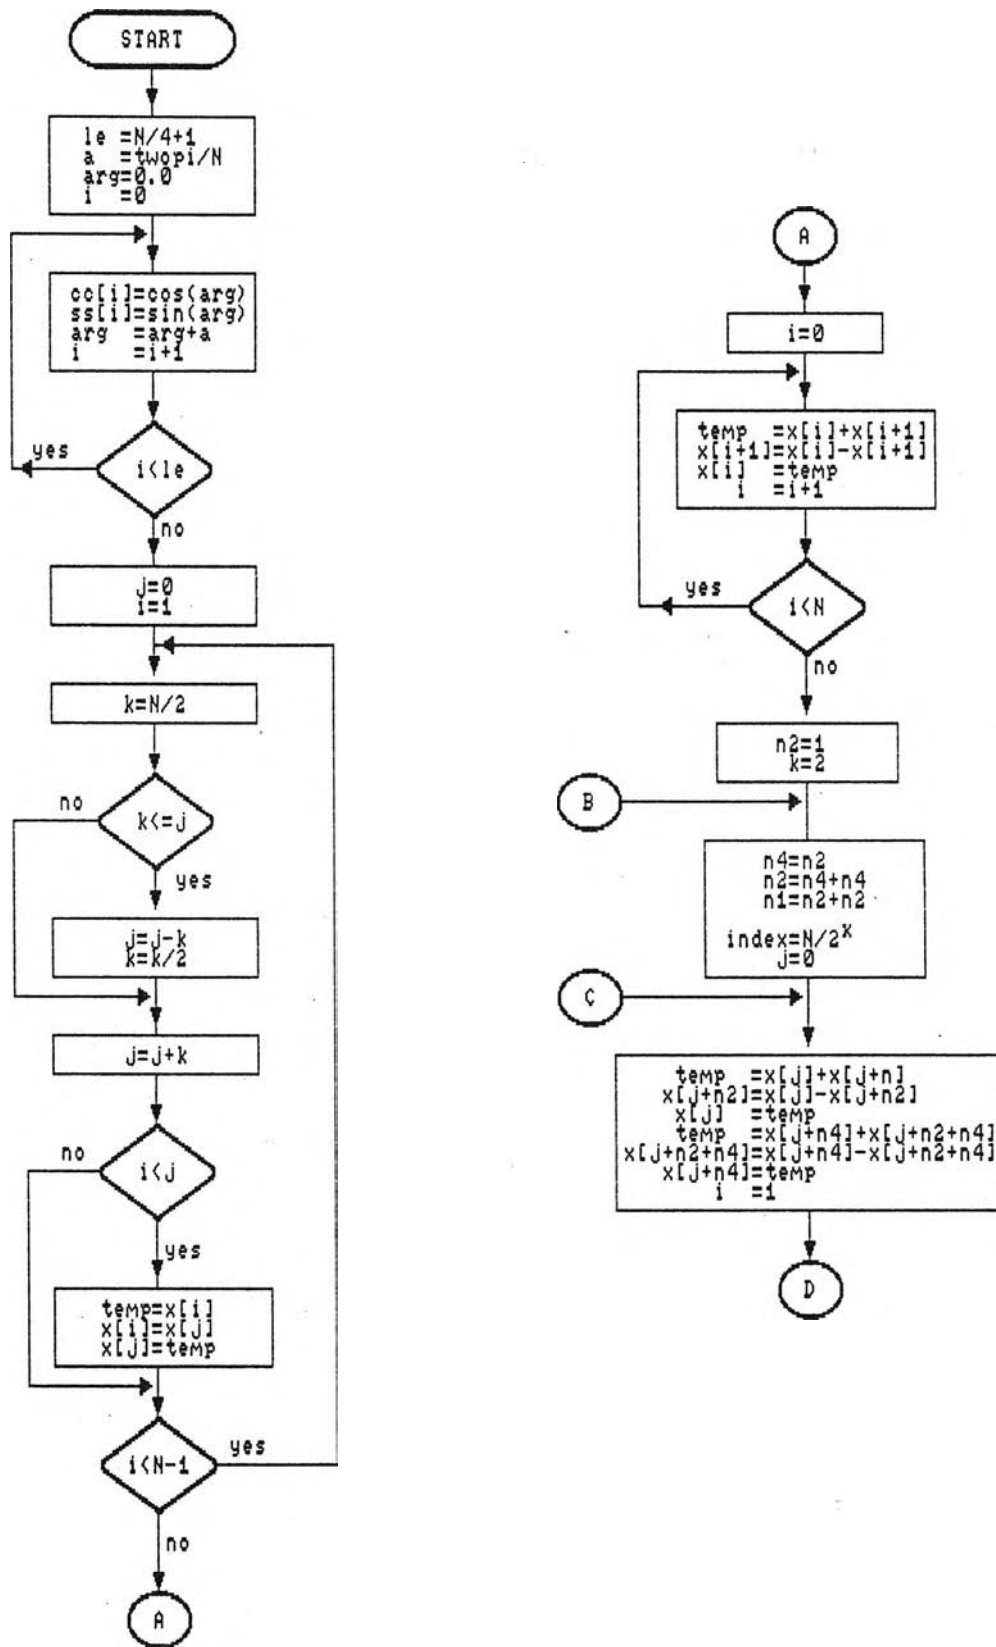 START
le =N/4+1
a =twopi/N
arg=0.0
i =0
cc[i]=cos(arg)
ss[i]=sin(arg)
arg =arg+a
i =i+1
yes
i<le
no
j=0
i=1
k=N/2
no
k<=j
yes
j=j-k
k=k/2
j=j+k
no
i<j
yes
temp=x[i]
x[i]=x[j]
x[j]=temp
i<N-1
yes
no
A
A
i=0
temp =x[i]+x[i+1]
x[i+1]=x[i]-x[i+1]
x[i] =temp
i =i+1
yes
i<N
no
n2=1
k=2
B
n4=n2
n2=n4+n4
n1=n2+n2
index=N/2^k
j=0
C
temp =x[j]+x[j+n]
x[j+n2]=x[j]-x[j+n2]
x[j] =temp
temp =x[j+n4]+x[j+n2+n4]
x[j+n2+n4]=x[j+n4]-x[j+n2+n4]
x[j+n4]=temp
i =1
D